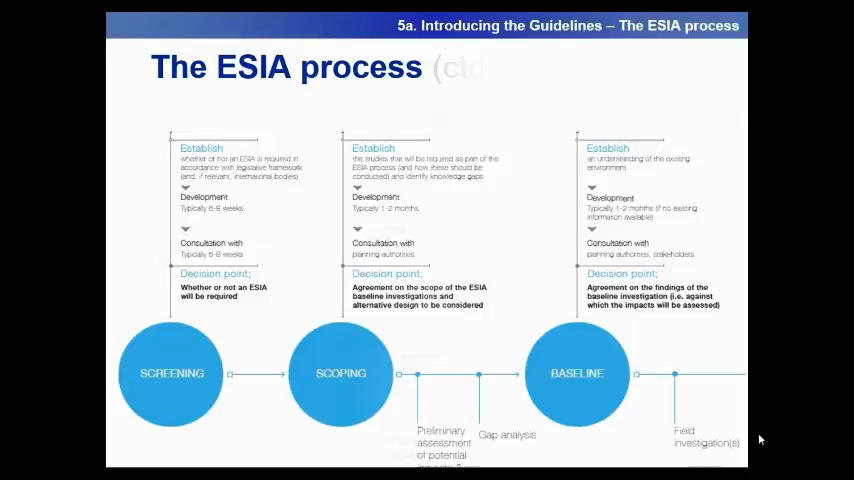 5a. Introducing the Guidelines – The ESIA process
The ESIA process (ctd
Establish
whether or not an ESIA is required in
accordance with legislative framework
(and, if relevant, international bodies)
Development
Typically 6-8 weeks
Consultation with
Typically 6-8 weeks
Decision point;
Whether or not an ESIA
will be required
SCREENING
Establish
the studies that will be required as part of the
ESIA process (and how these should be
conducted) and identify knowledge gaps
Development
Typically 1-2 months
Consultation with
planning authorities
Decision point;
Agreement on the scope of the ESIA
baseline investigations and
alternative design to be considered
SCOPING
Preliminary
assessment
of potential
impacts &
Gap analysis
Establish
an understanding of the existing
environment
Development
Typically 1-2 months (if no existing
information available)
Consultation with
planning authorities, stakeholders
Decision point;
Agreement on the findings of the
baseline investigation (i.e. against
which the impacts will be assessed)
BASELINE
Field
investigation(s)